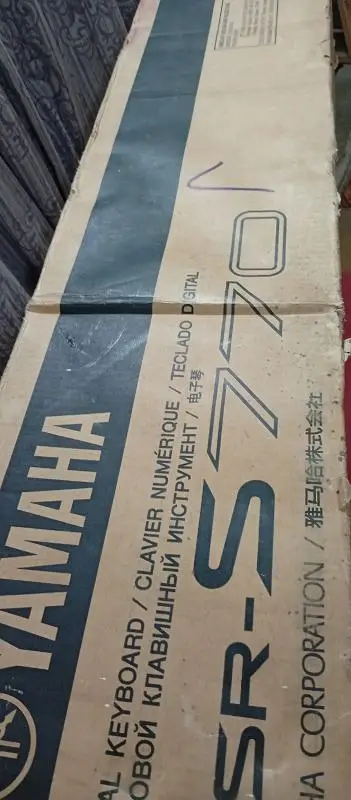 YAMAHA
AL KEYBOARD / CLAVIER NUMÉRIQUE / TECLADO DIGITAL
ОВОЙ КЛАВИШНЫЙ ИНСТРУМЕНТ / 电子琴
SR-S770
HA CORPORATION / 雅马哈株式会社